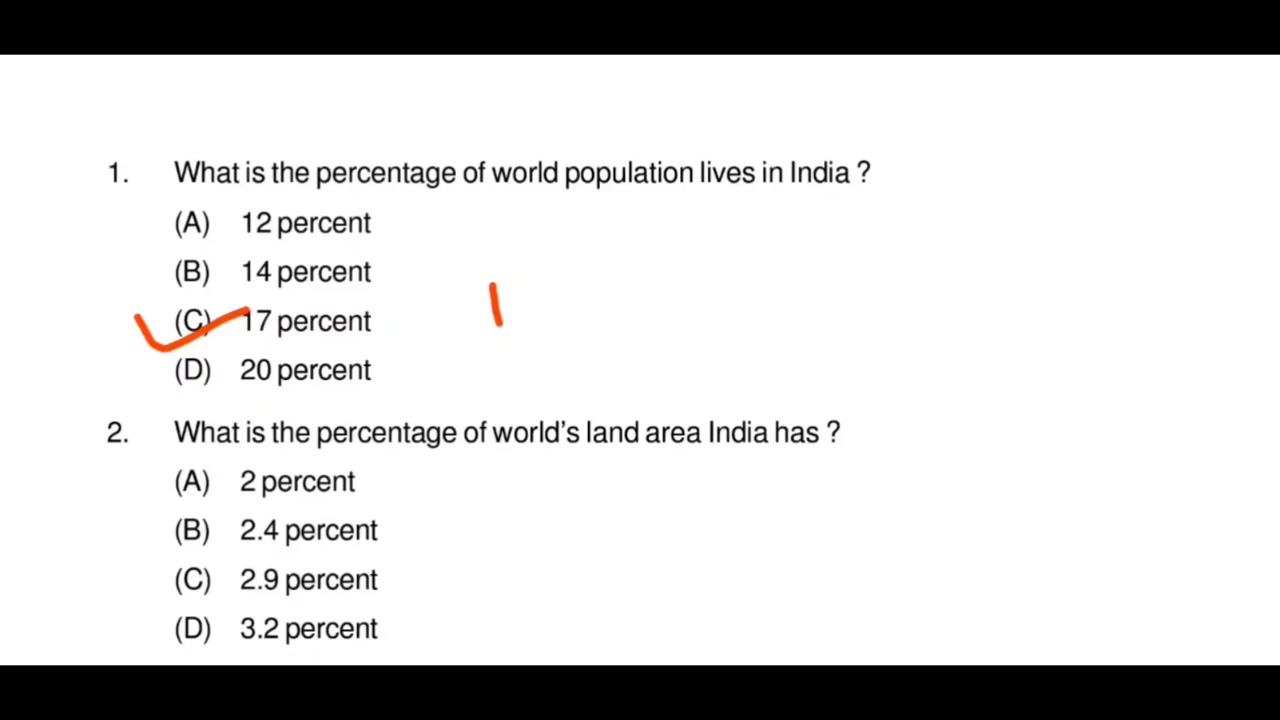 1. What is the percentage of world population lives in India ?
(A) 12 percent
(B) 14 percent
(C) 17 percent
(D) 20 percent
2. What is the percentage of world's land area India has ?
(A) 2 percent
(B) 2.4 percent
(C) 2.9 percent
(D) 3.2 percent